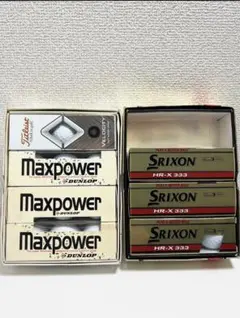 Titleist
VELOCITY
Maxpower
DUNLOP
Maxpower
DUNLOP
Maxpower
DUNLOP
SRIXON
HR-X 333
SRIXON
HR-X 333
SRIXON
HR-X 333